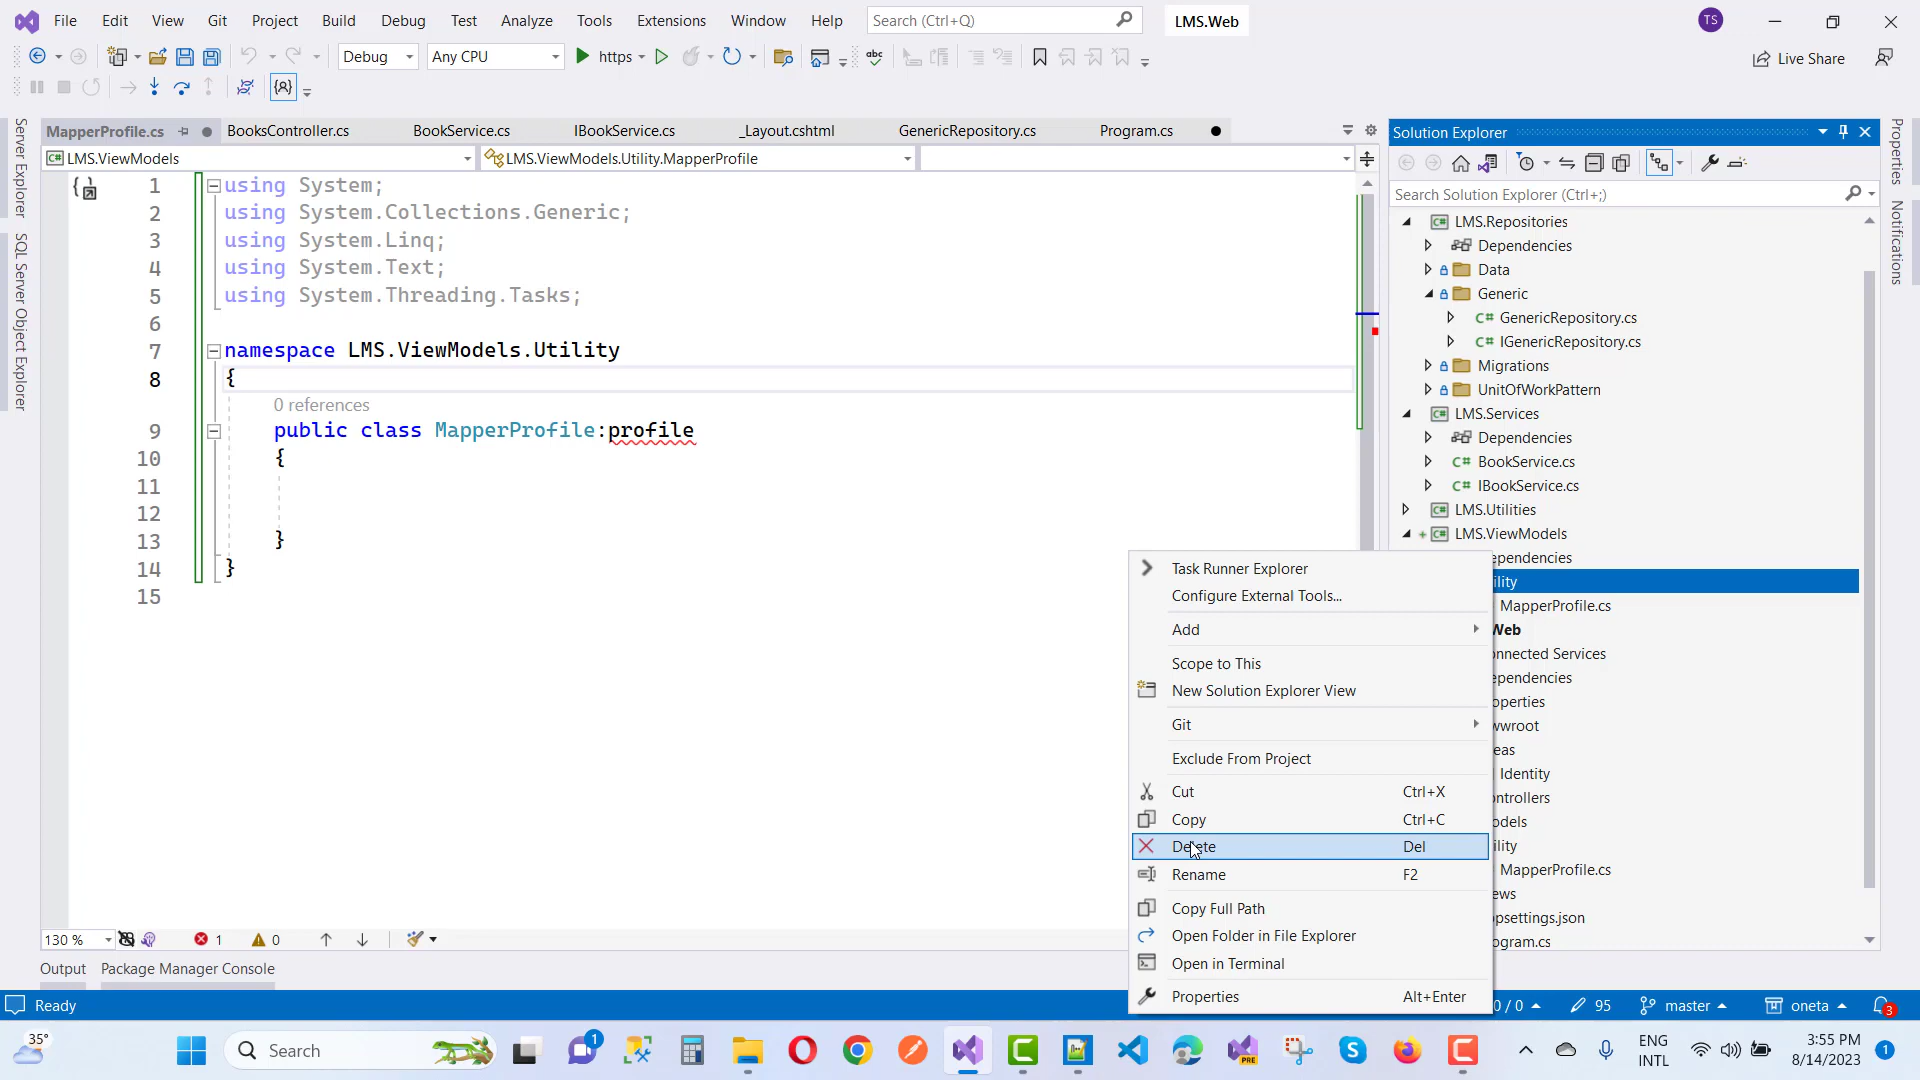 File Edit View Git Project Build Debug Test Analyze Tools Extensions Window Help Search (Ctrl+Q) LMS.Web TS
Debug Any CPU https Live Share
MapperProfile.cs BooksController.cs BookService.cs IBookService.cs _Layout.cshtml GenericRepository.cs Program.cs
LMS.ViewModels LMS.ViewModels.Utility.MapperProfile
Server Explorer
SQL Server Object Explorer
1 using System;
2 using System.Collections.Generic;
3 using System.Linq;
4 using System.Text;
5 using System.Threading.Tasks;
6
7 namespace LMS.ViewModels.Utility
8 {
0 references
9 public class MapperProfile:profile
10 {
11
12
13 }
14 }
15
130 % 1 0
Output Package Manager Console
Solution Explorer
Search Solution Explorer (Ctrl+;)
LMS.Repositories
Dependencies
Data
Generic
C# GenericRepository.cs
C# IGenericRepository.cs
Migrations
UnitOfWorkPattern
LMS.Services
Dependencies
C# BookService.cs
C# IBookService.cs
LMS.Utilities
LMS.ViewModels
ependencies
ility
MapperProfile.cs
Web
nnected Services
ependencies
operties
wwroot
eas
Identity
ontrollers
odels
ility
MapperProfile.cs
ews
ppsettings.json
ogram.cs
Properties
Notifications
Task Runner Explorer
Configure External Tools...
Add
Scope to This
New Solution Explorer View
Git
Exclude From Project
Cut Ctrl+X
Copy Ctrl+C
Delete Del
Rename F2
Copy Full Path
Open Folder in File Explorer
Open in Terminal
Properties Alt+Enter
Ready 0 / 0 95 master oneta 3
35° Search 1 PRE ENG INTL 3:55 PM 8/14/2023 1